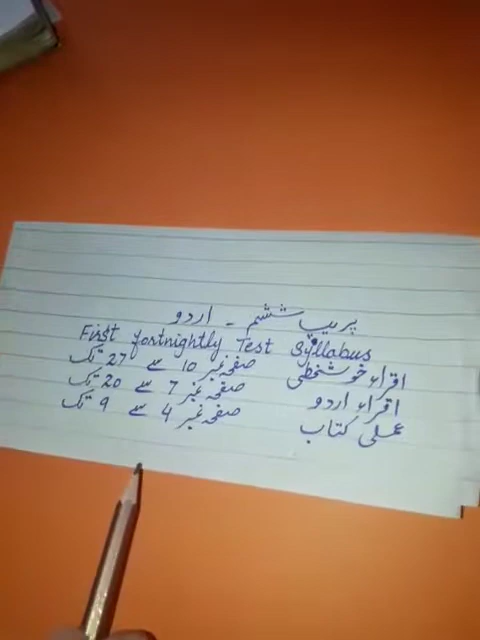 پریپ ششم - اردو
First fortnightly Test Syllabus
اقراء خوشخطی صفحہ نمبر 10 سے 27 تک
اقراء اردو صفحہ نمبر 7 سے 20 تک
عملی کتاب صفحہ نمبر 4 سے 9 تک